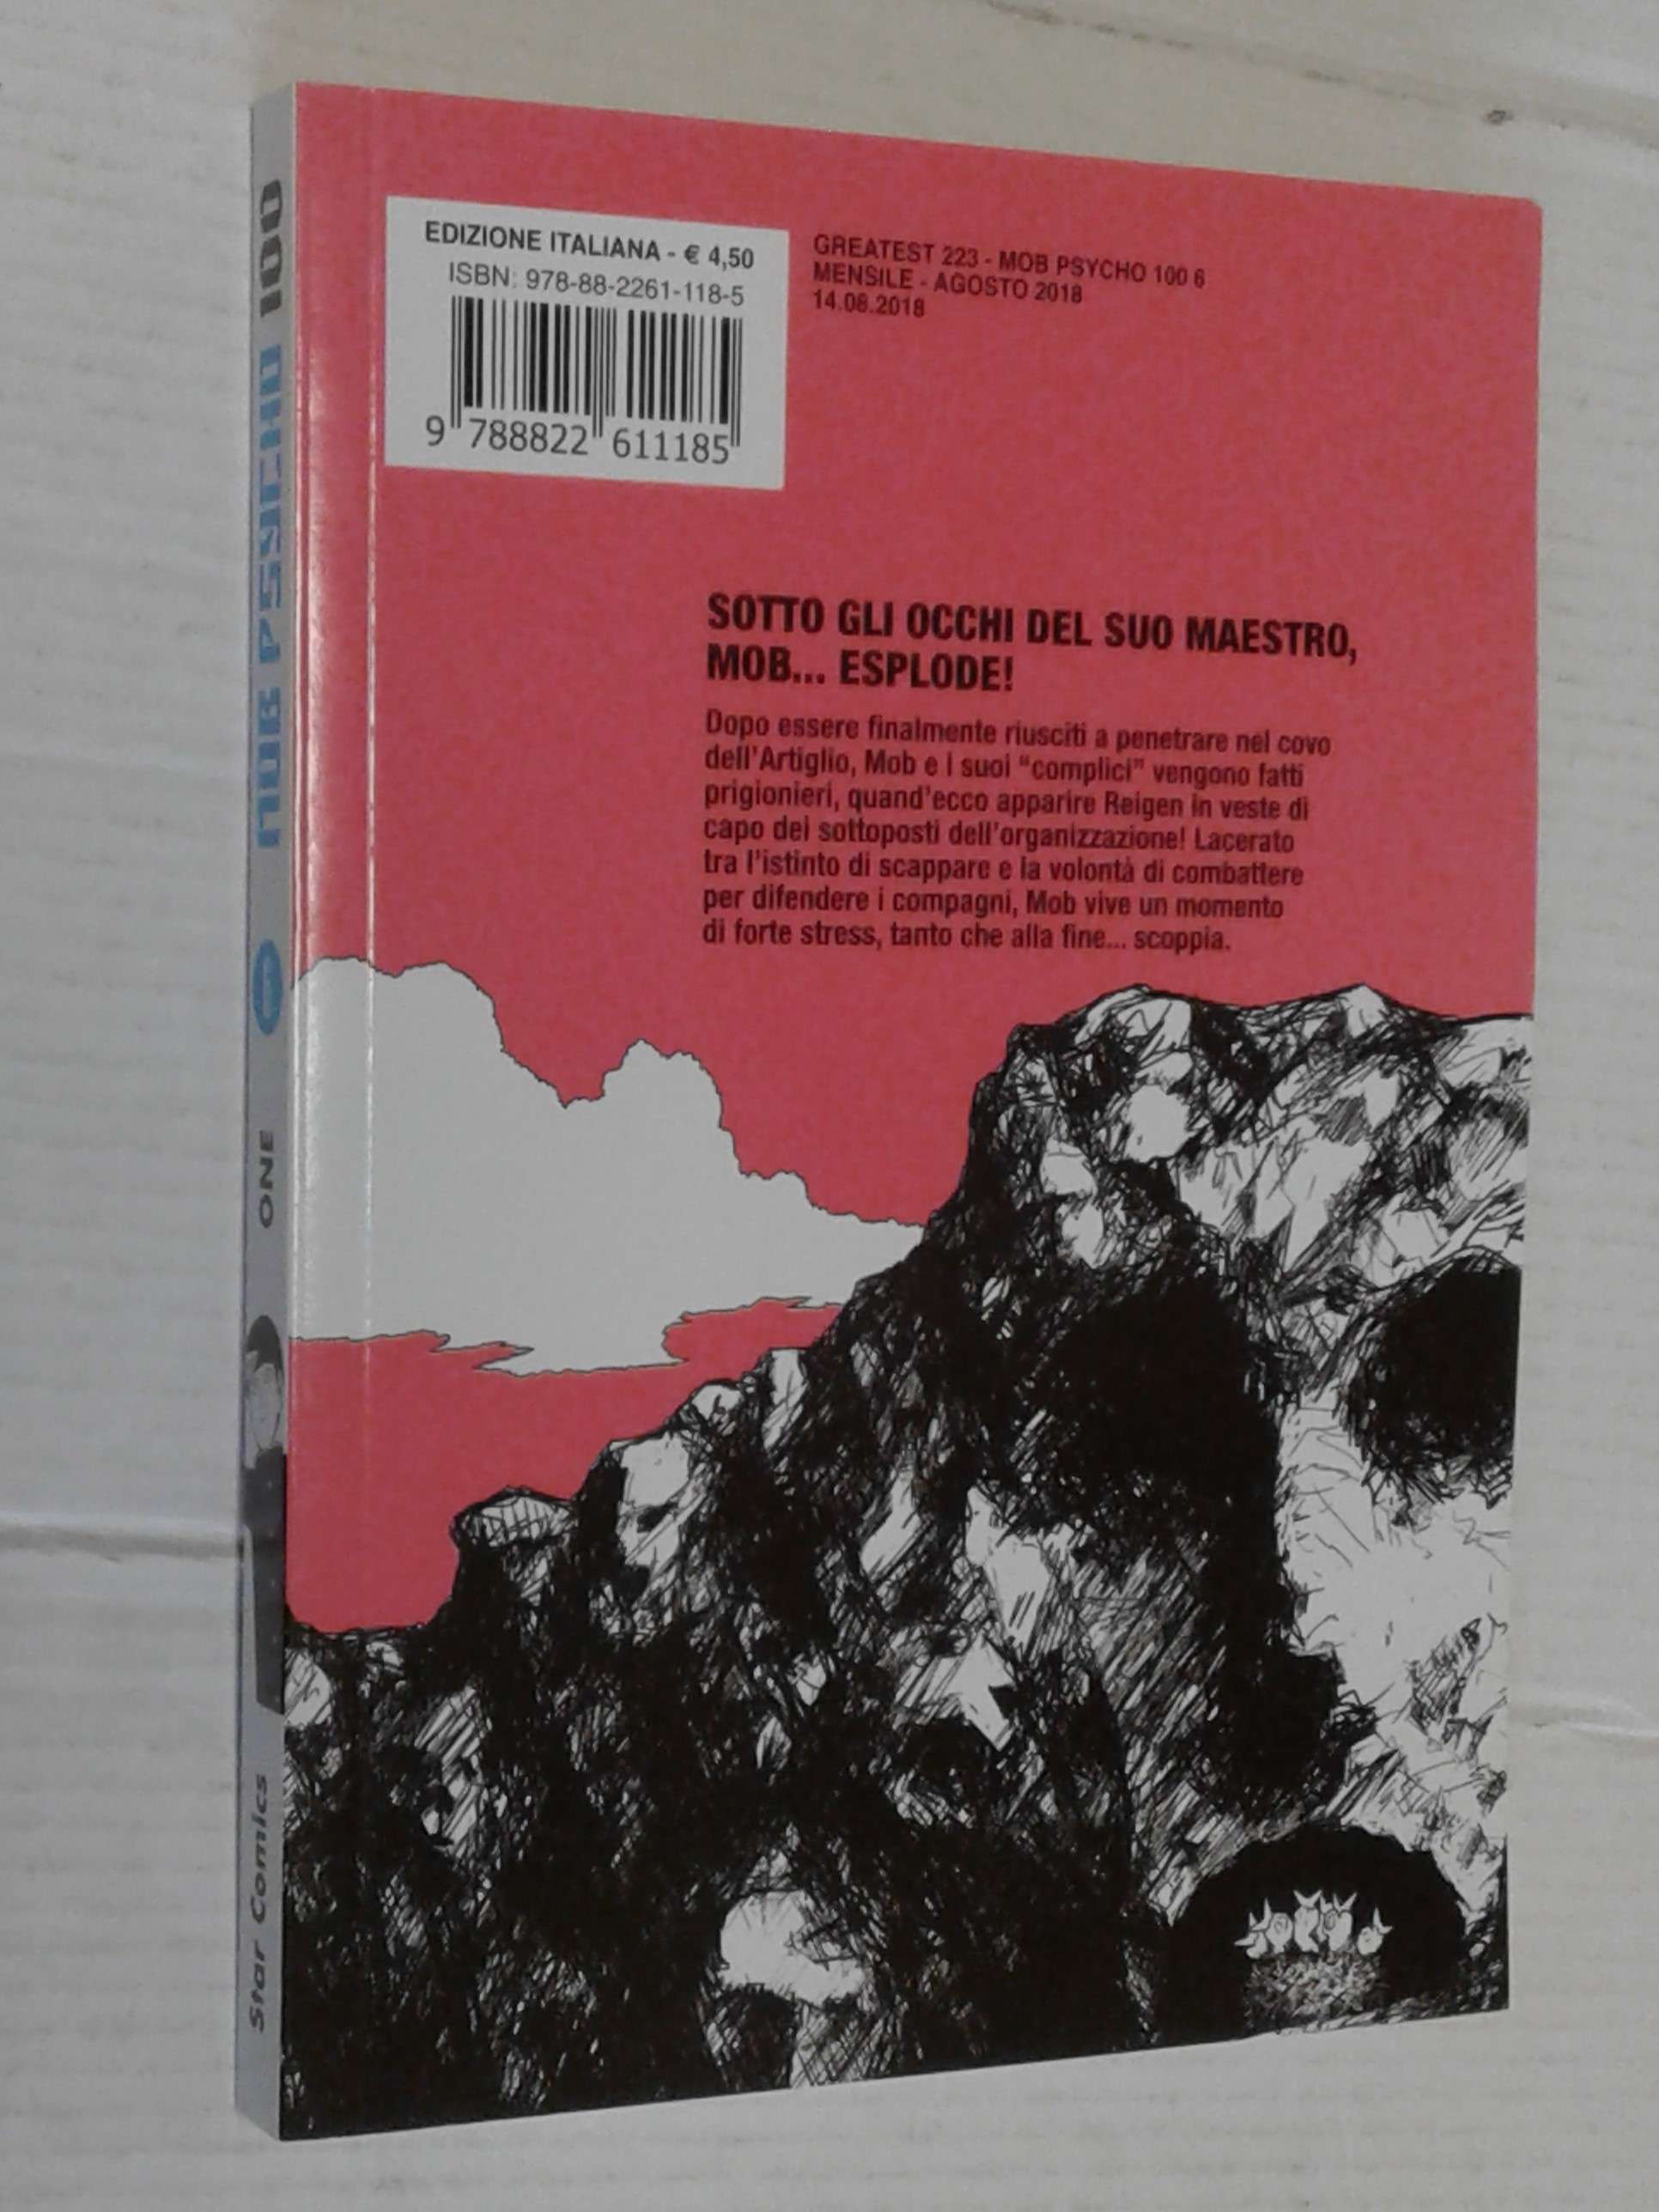 EDIZIONE ITALIANA - € 4,50
ISBN: 978-88-2261-118-5
9 788822 611185
GREATEST 223 - MOB PSYCHO 100 6
MENSILE - AGOSTO 2018
14.08.2018
SOTTO GLI OCCHI DEL SUO MAESTRO,
MOB... ESPLODE!
Dopo essere finalmente riusciti a penetrare nel covo
dell'Artiglio, Mob e i suoi "complici" vengono fatti
prigionieri, quand'ecco apparire Reigen in veste di
capo dei sottoposti dell'organizzazione! Lacerato
tra l'istinto di scappare e la volontà di combattere
per difendere i compagni, Mob vive un momento
di forte stress, tanto che alla fine... scoppia.
MOB PSYCHO 100
6
ONE
Star Comics